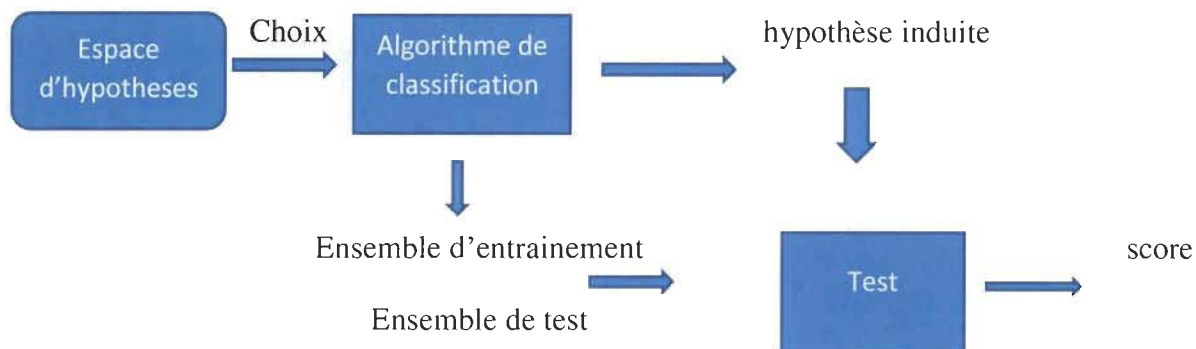 Espace
d'hypotheses
Choix
Algorithme de
classification
hypothèse induite
Ensemble d'entrainement
Ensemble de test
Test
score